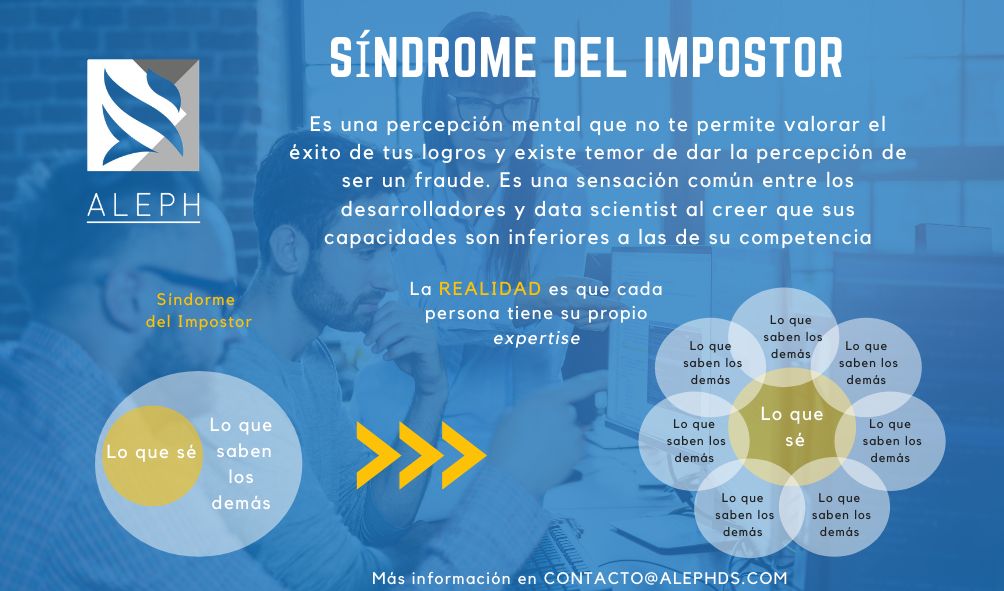 SÍNDROME DEL IMPOSTOR
ALEPH
Es una percepción mental que no te permite valorar el
éxito de tus logros y existe temor de dar la percepción de
ser un fraude. Es una sensación común entre los
desarrolladores y data scientist al creer que sus
capacidades son inferiores a las de su competencia
Síndorme
del Impostor
Lo que sé
Lo que
saben
los
demás
La REALIDAD es que cada
persona tiene su propio
expertise
Lo que
saben los
demás
Lo que
saben los
demás
Lo que
saben los
demás
Lo que
saben los
demás
Lo que
sé
Lo que
saben los
demás
Lo que
saben los
demás
Lo que
saben los
demás
Más información en CONTACTO@ALEPHDS.COM